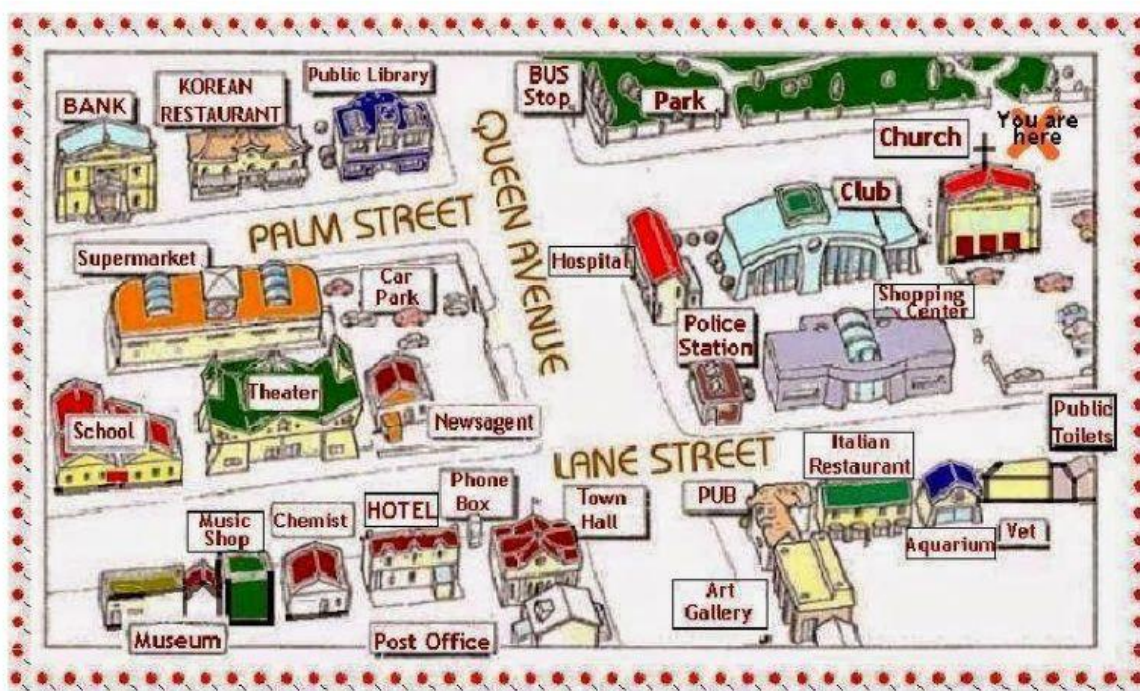 BANK
KOREAN
RESTAURANT
Public Library
BUS
Stop
Park
You are
here
Church
QUEEN AVENUE
PALM STREET
Club
Supermarket
Car
Park
Hospital
Shopping
Center
Police
Station
Theater
School
Newsagent
Public
Toilets
LANE STREET
Italian
Restaurant
Phone
Box
Town
Hall
PUB
Music
Shop
Chemist
HOTEL
Aquarium
Vet
Art
Gallery
Museum
Post Office